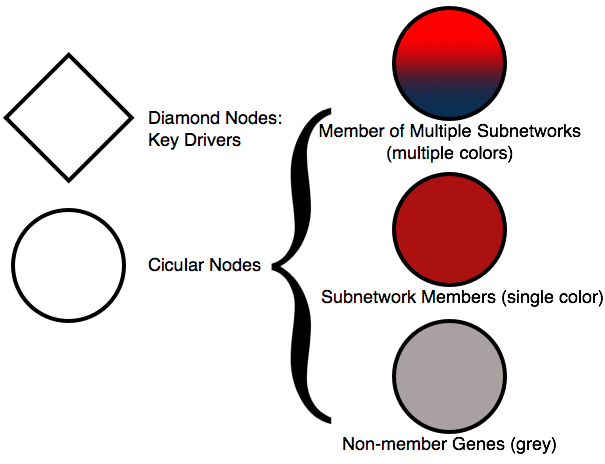 Diamond Nodes:
Key Drivers
Cicular Nodes
Member of Multiple Subnetworks
(multiple colors)
Subnetwork Members (single color)
Non-member Genes (grey)